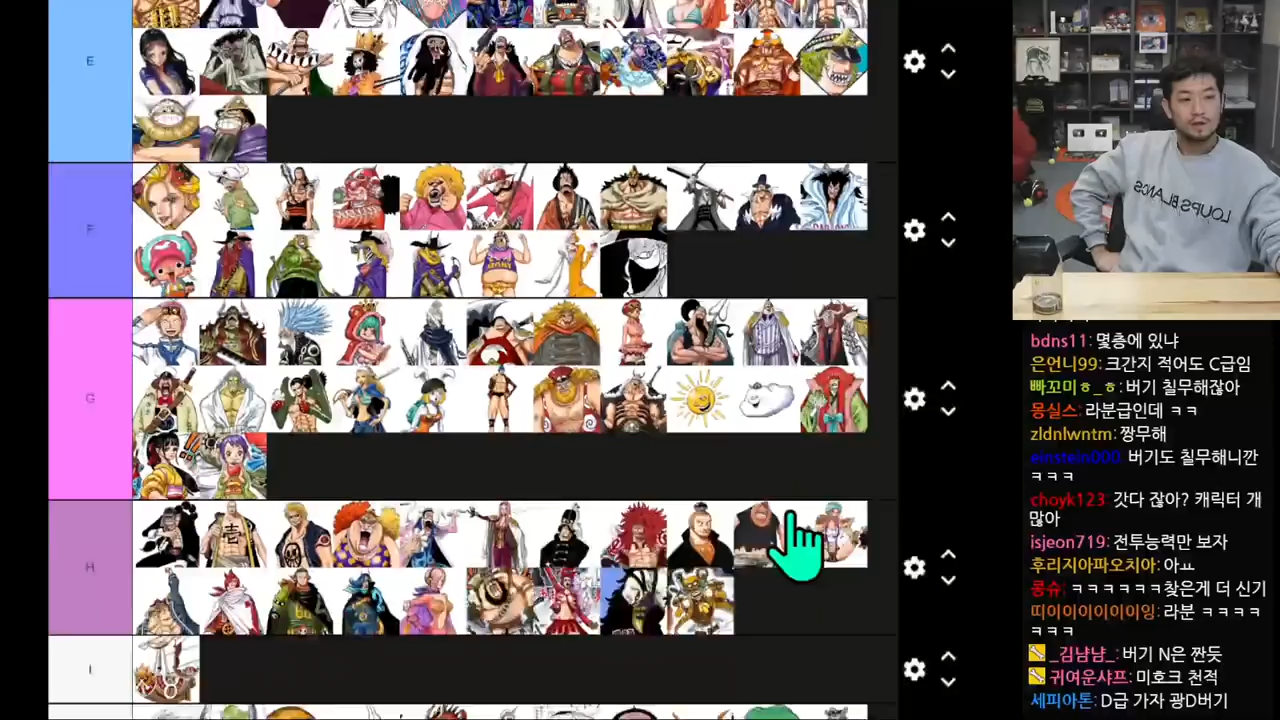 E
F
G
H
I
LOUPS BLANCS
bdns11: 몇층에 있냐
은언니99: 크간지 적어도 C급임
빠꼬미ㅎ_ㅎ: 버기 칠무해잖아
몽실스: 라분급인데 ㅋㅋ
zldnlwntm: 짱무해
einstein000: 버기도 칠무해니깐
ㅋㅋㅋ
choyk123: 갓다 잖아? 캐릭터 개
많아
isjeon719: 전투능력만 보자
후리지아파오치아: 아ㅛ
룽슈: ㅋㅋㅋㅋㅋㅋ찾은게 더 신기
띠이이이이이이잉: 라분 ㅋㅋㅋㅋ
ㅋㅋㅋ
_김냠냠_: 버기 N은 짠듯
귀여운샤프: 미호크 천적
세피아톤: D급 가자 광D버기